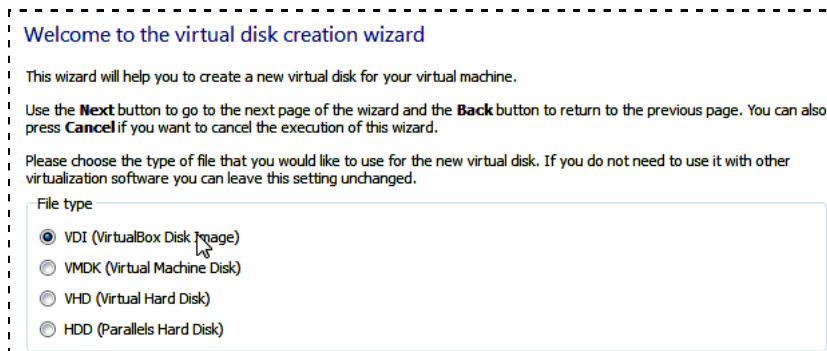 Welcome to the virtual disk creation wizard
This wizard will help you to create a new virtual disk for your virtual machine.
Use the Next button to go to the next page of the wizard and the Back button to return to the previous page. You can also
press Cancel if you want to cancel the execution of this wizard.
Please choose the type of file that you would like to use for the new virtual disk. If you do not need to use it with other
virtualization software you can leave this setting unchanged.
File type
VDI (VirtualBox Disk Image)
VMDK (Virtual Machine Disk)
VHD (Virtual Hard Disk)
HDD (Parallels Hard Disk)